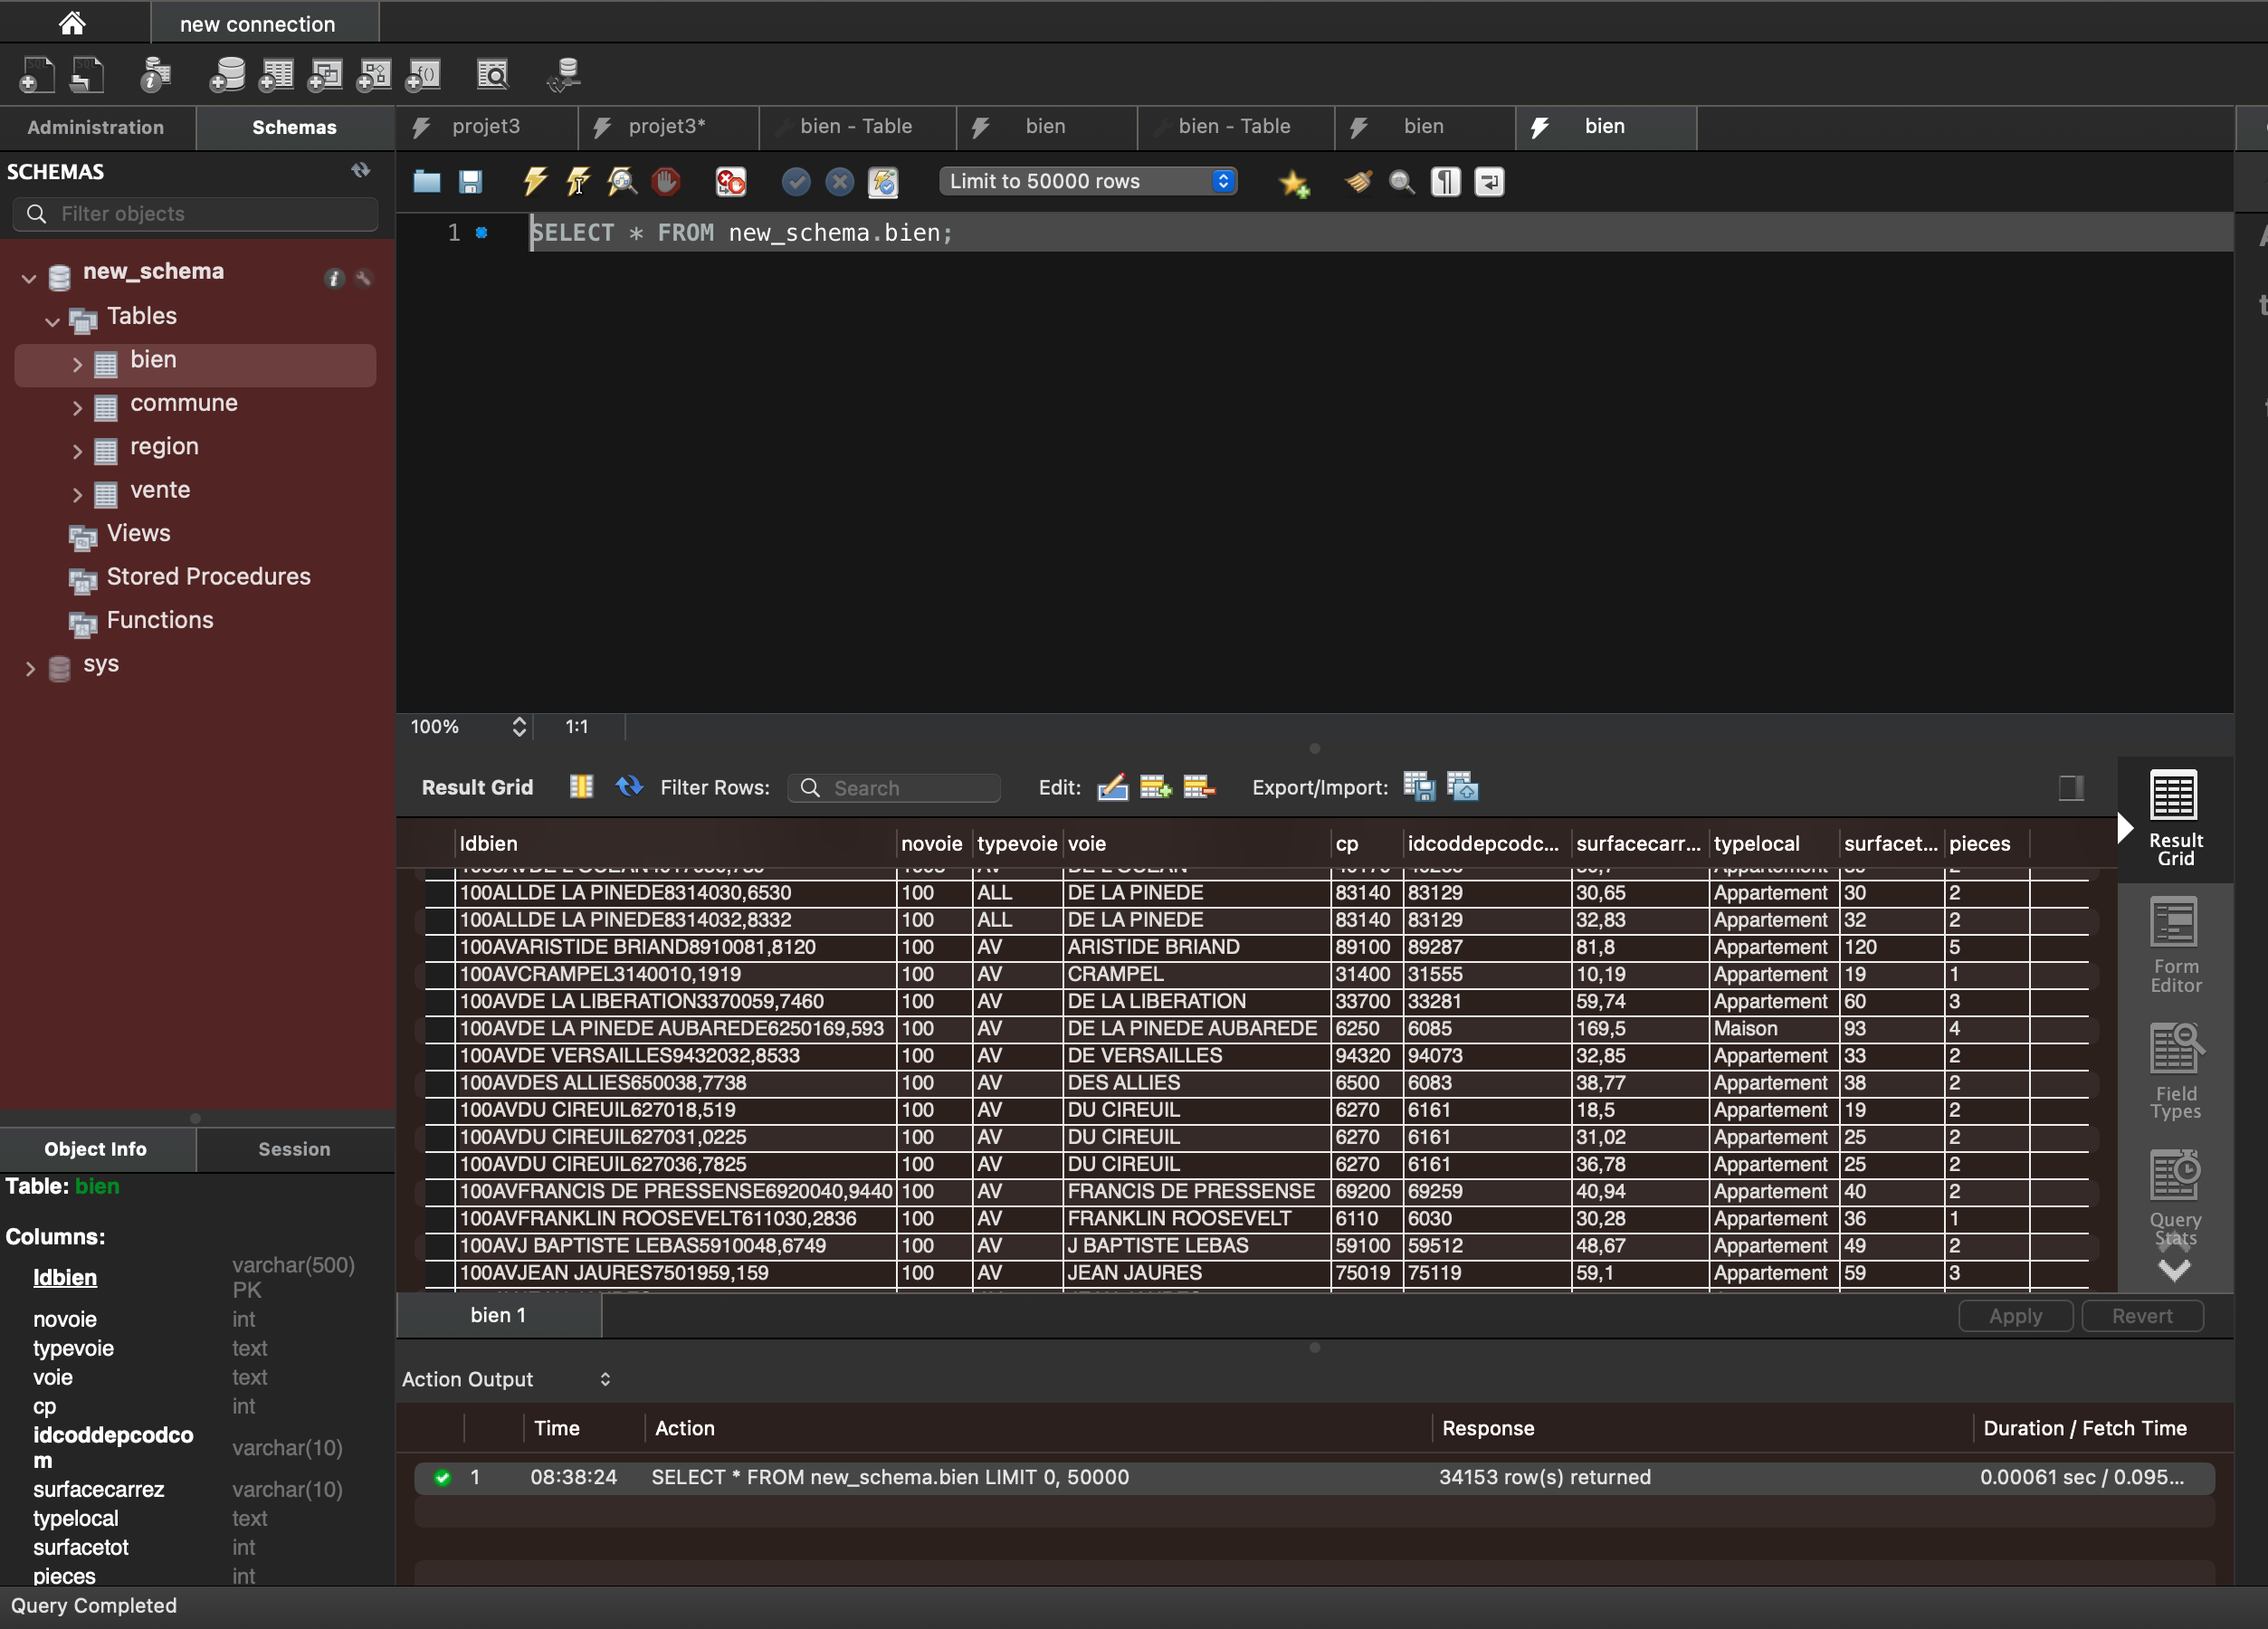 new connection
Administration
Schemas
projet3
projet3*
bien - Table
bien
bien - Table
bien
bien
SCHEMAS
Filter objects
new_schema
Tables
bien
commune
region
vente
Views
Stored Procedures
Functions
sys
Limit to 50000 rows
1 SELECT * FROM new_schema.bien;
100% 1:1
Result Grid Filter Rows: Search Edit: Export/Import:
Idbien novoie typevoie voie cp idcoddepcodc... surfacecarr... typelocal surfacet... pieces
100ALLDE LA PINEDE8314030,6530 100 ALL DE LA PINEDE 83140 83129 30,65 Appartement 30 2
100ALLDE LA PINEDE8314032,8332 100 ALL DE LA PINEDE 83140 83129 32,83 Appartement 32 2
100AVARISTIDE BRIAND8910081,8120 100 AV ARISTIDE BRIAND 89100 89287 81,8 Appartement 120 5
100AVCRAMPEL3140010,1919 100 AV CRAMPEL 31400 31555 10,19 Appartement 19 1
100AVDE LA LIBERATION3370059,7460 100 AV DE LA LIBERATION 33700 33281 59,74 Appartement 60 3
100AVDE LA PINEDE AUBAREDE6250169,593 100 AV DE LA PINEDE AUBAREDE 6250 6085 169,5 Maison 93 4
100AVDE VERSAILLES9432032,8533 100 AV DE VERSAILLES 94320 94073 32,85 Appartement 33 2
100AVDES ALLIES650038,7738 100 AV DES ALLIES 6500 6083 38,77 Appartement 38 2
100AVDU CIREUIL627018,519 100 AV DU CIREUIL 6270 6161 18,5 Appartement 19 2
100AVDU CIREUIL627031,0225 100 AV DU CIREUIL 6270 6161 31,02 Appartement 25 2
100AVDU CIREUIL627036,7825 100 AV DU CIREUIL 6270 6161 36,78 Appartement 25 2
100AVFRANCIS DE PRESSENSE6920040,9440 100 AV FRANCIS DE PRESSENSE 69200 69259 40,94 Appartement 40 2
100AVFRANKLIN ROOSEVELT611030,2836 100 AV FRANKLIN ROOSEVELT 6110 6030 30,28 Appartement 36 1
100AVJ BAPTISTE LEBAS5910048,6749 100 AV J BAPTISTE LEBAS 59100 59512 48,67 Appartement 49 2
100AVJEAN JAURES7501959,159 100 AV JEAN JAURES 75019 75119 59,1 Appartement 59 3
Result
Grid
Form
Editor
Field
Types
Query
Stats
bien 1
Apply
Revert
Object Info
Session
Table: bien
Columns:
Idbien varchar(500)
PK
novoie int
typevoie text
voie text
cp int
idcoddepcodco
m varchar(10)
surfacecarrez varchar(10)
typelocal text
surfacetot int
pieces int
Action Output
Time Action Response Duration / Fetch Time
1 08:38:24 SELECT * FROM new_schema.bien LIMIT 0, 50000 34153 row(s) returned 0.00061 sec / 0.095...
Query Completed